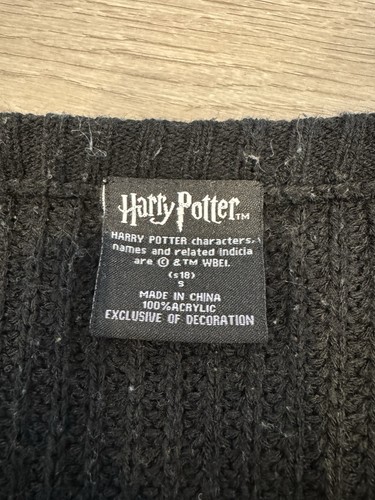 Harry Potter™
HARRY POTTER characters,
names and related indicia
are © & ™ WBEI.
(s18)
S
MADE IN CHINA
100% ACRYLIC
EXCLUSIVE OF DECORATION